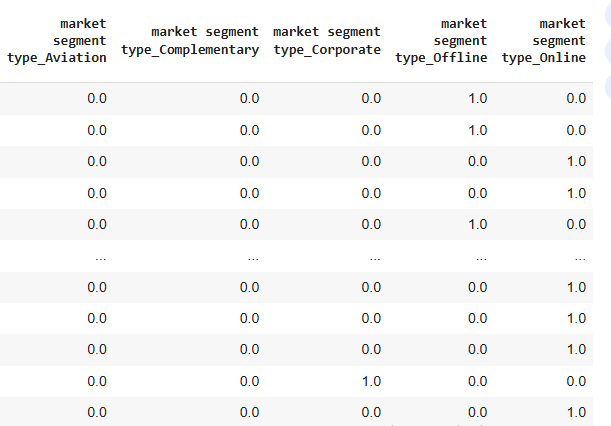 market
segment
type_Aviation
market segment
type_Complementary
market segment
type_Corporate
market
segment
type_Offline
market
segment
type_Online
0.0 0.0 0.0 1.0 0.0
0.0 0.0 0.0 1.0 0.0
0.0 0.0 0.0 0.0 1.0
0.0 0.0 0.0 0.0 1.0
0.0 0.0 0.0 1.0 0.0
... ... ... ... ...
0.0 0.0 0.0 0.0 1.0
0.0 0.0 0.0 0.0 1.0
0.0 0.0 0.0 0.0 1.0
0.0 0.0 1.0 0.0 0.0
0.0 0.0 0.0 0.0 1.0